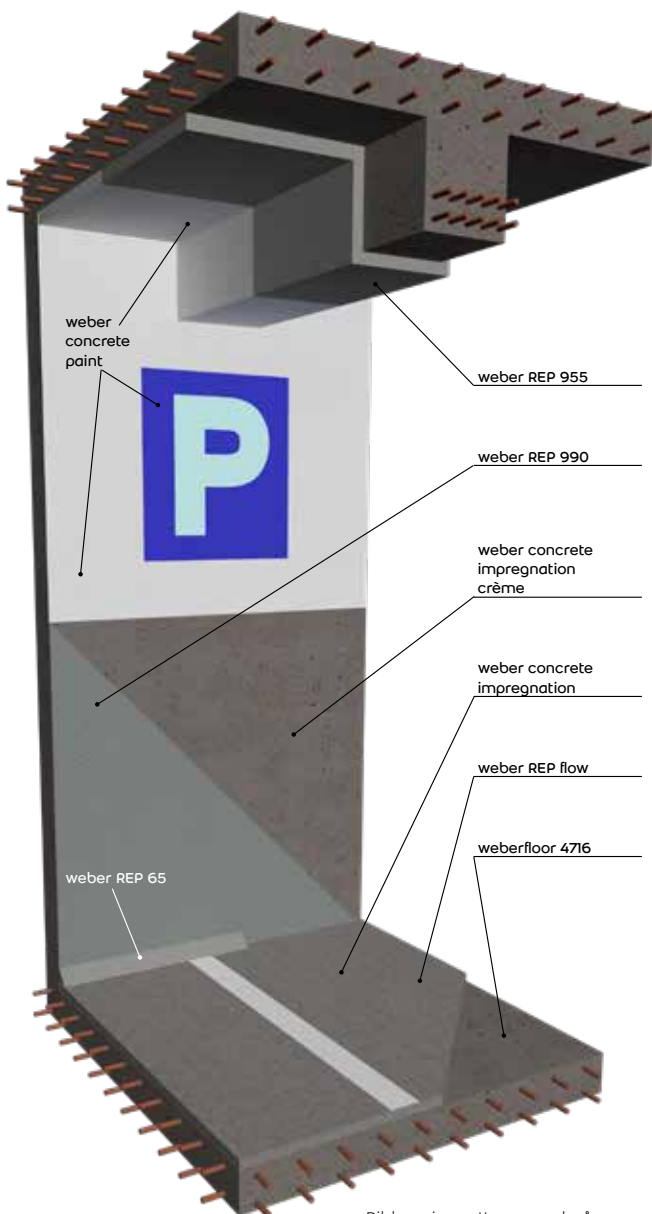 weber
concrete
paint
P
weber REP 955
weber REP 990
weber concrete
impregnation
crème
weber concrete
impregnation
weber REP flow
weberfloor 4716
weber REP 65